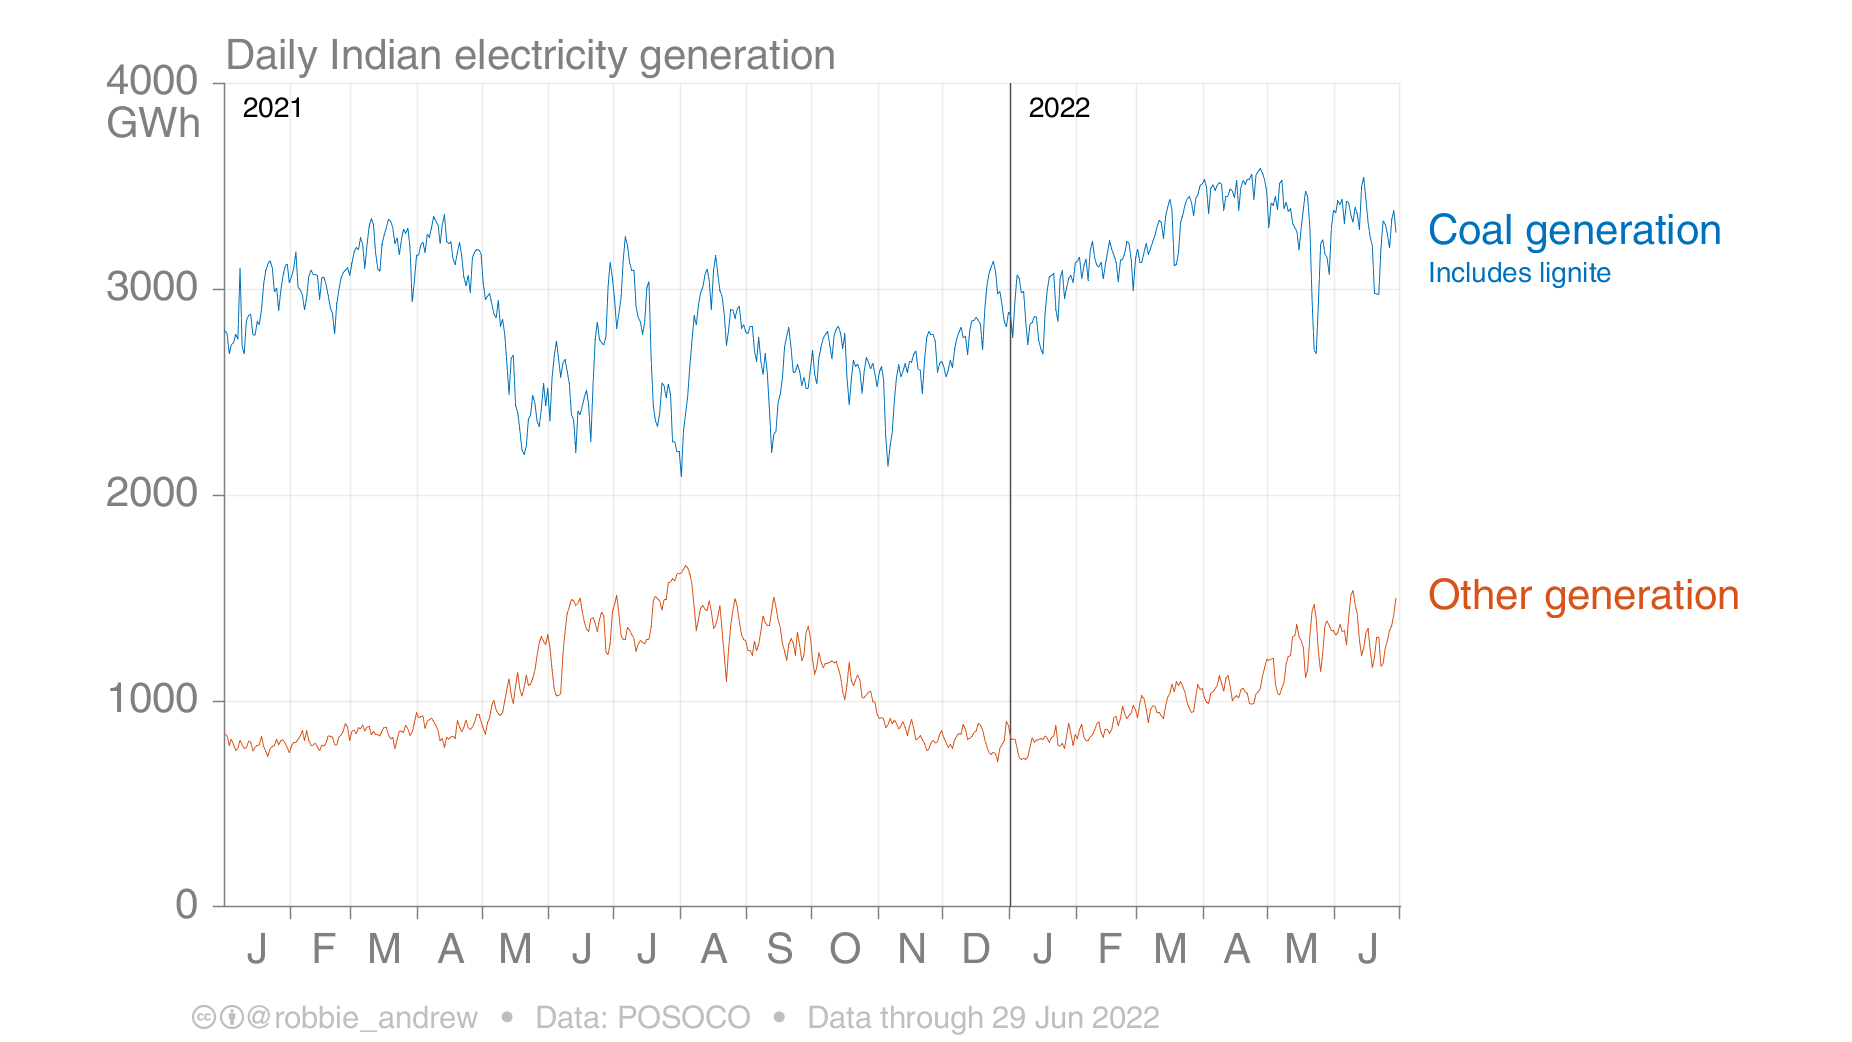 Daily Indian electricity generation
4000
GWh
2021
2022
3000
2000
1000
0
Coal generation
Includes lignite
Other generation
J F M A M J J A S O N D J F M A M J
cc @robbie_andrew • Data: POSOCO • Data through 29 Jun 2022